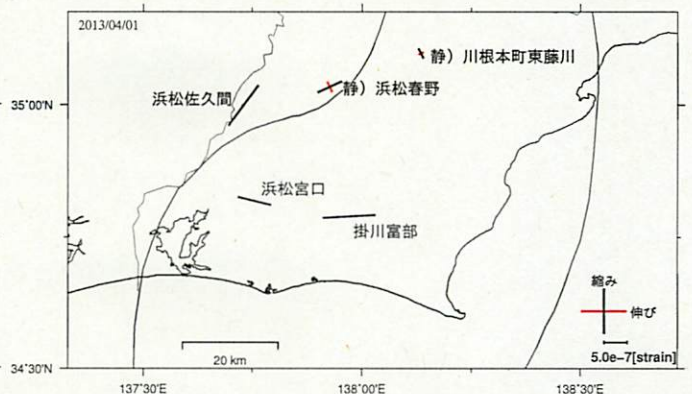 2013/04/01
静）川根本町東藤川
静）浜松春野
浜松佐久間
35°00'N
浜松宮口
掛川富部
縮み
伸び
20 km
5.0e-7[strain]
34°30'N
137°30'E
138°00'E
138°30'E